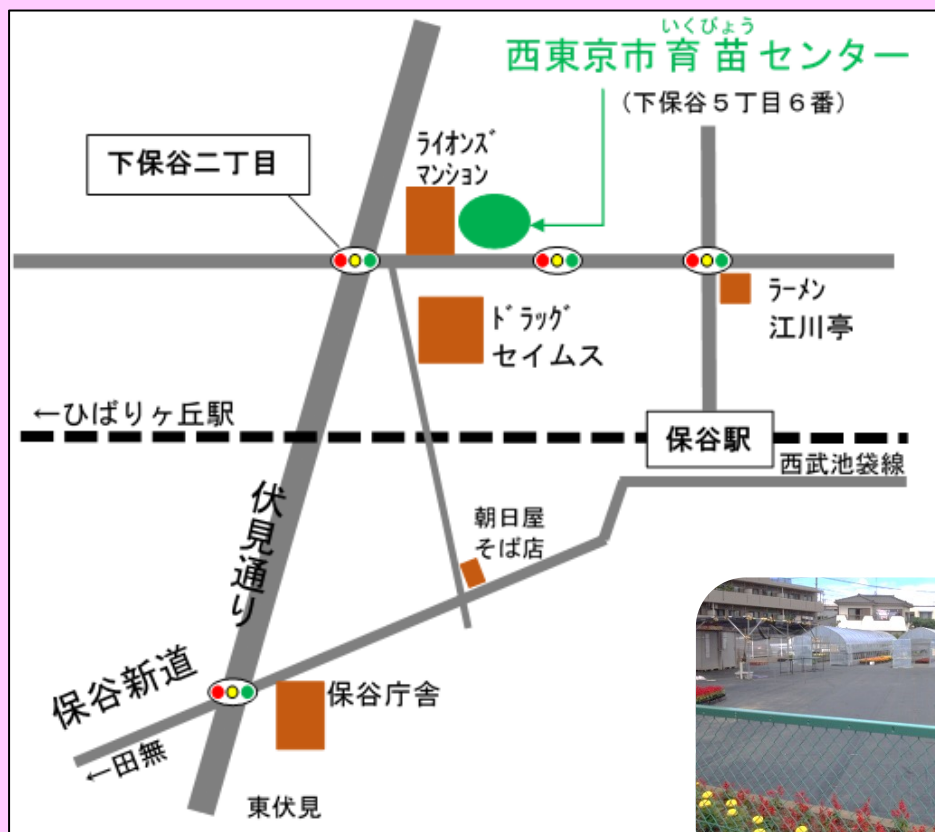 いくびょう
西東京市育苗センター
(下保谷５丁目６番)
ﾗｲｵﾝｽﾞ
ﾏﾝｼｮﾝ
下保谷二丁目
ﾄﾞﾗｯｸﾞ
セイムス
ﾗｰﾒﾝ
江川亭
←ひばりヶ丘駅
保谷駅
西武池袋線
伏見通り
朝日屋
そば店
保谷新道
保谷庁舎
←田無
東伏見